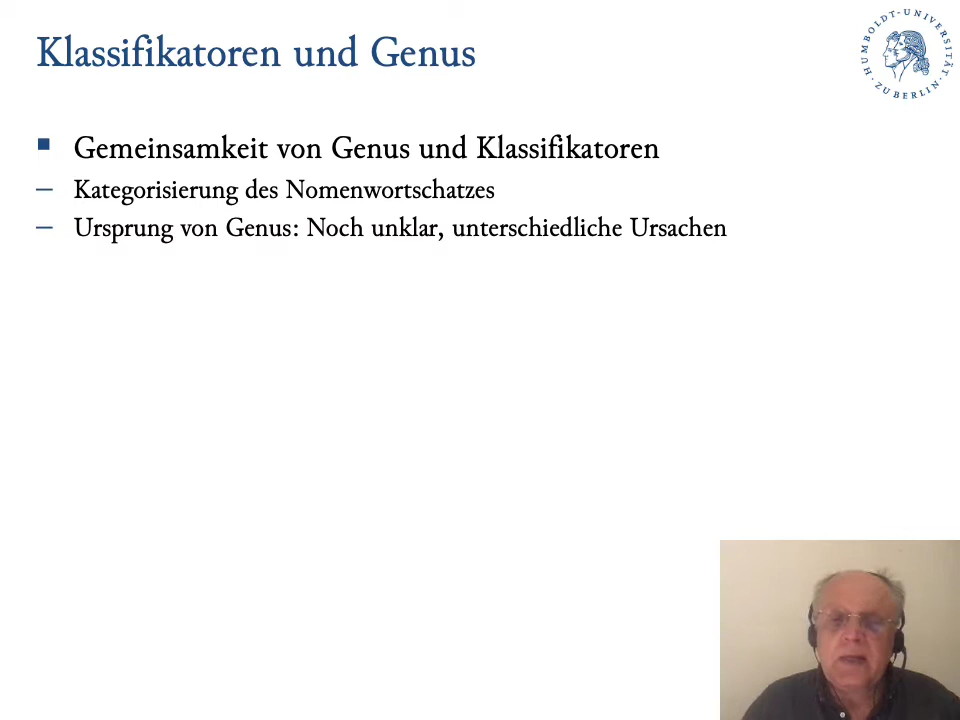 Klassifikatoren und Genus
HUMBOLDT-UNIVERSITÄT
ZU BERLIN
Gemeinsamkeit von Genus und Klassifikatoren
Kategorisierung des Nomenwortschatzes
Ursprung von Genus: Noch unklar, unterschiedliche Ursachen